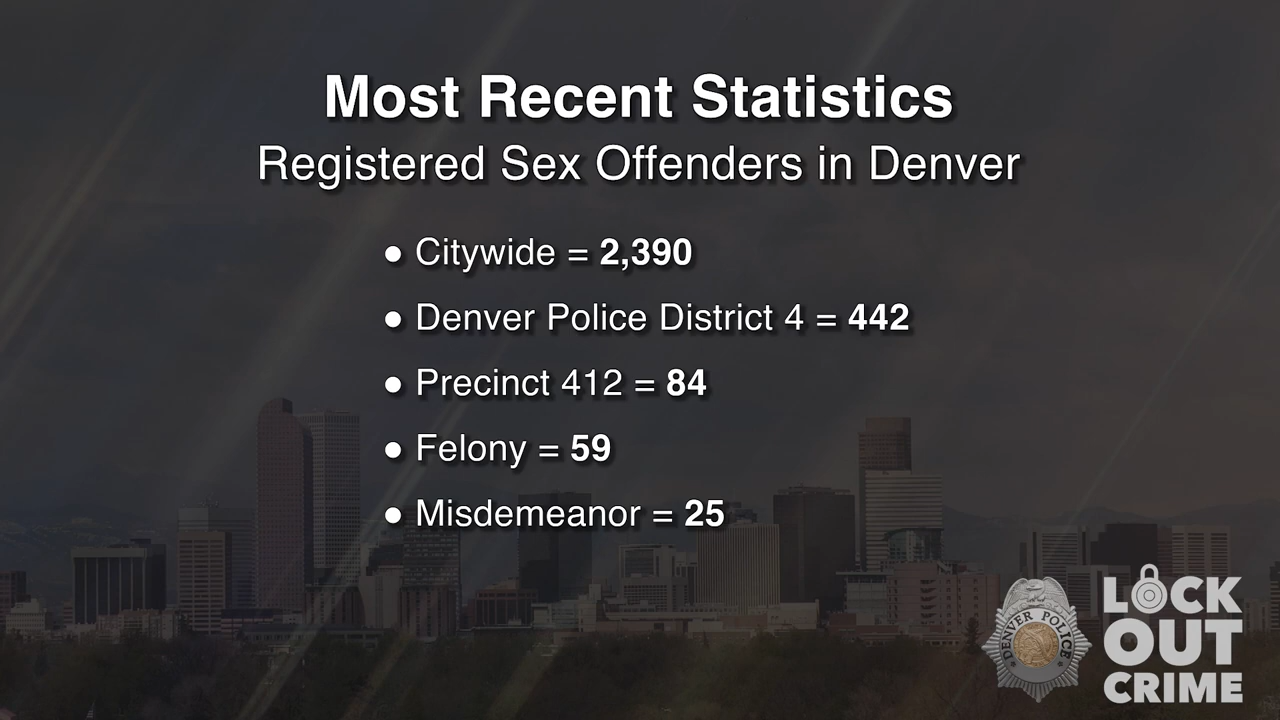 Most Recent Statistics
Registered Sex Offenders in Denver
● Citywide = 2,390
● Denver Police District 4 = 442
● Precinct 412 = 84
● Felony = 59
● Misdemeanor = 25
DENVER POLICE
LOCK
OUT
CRIME